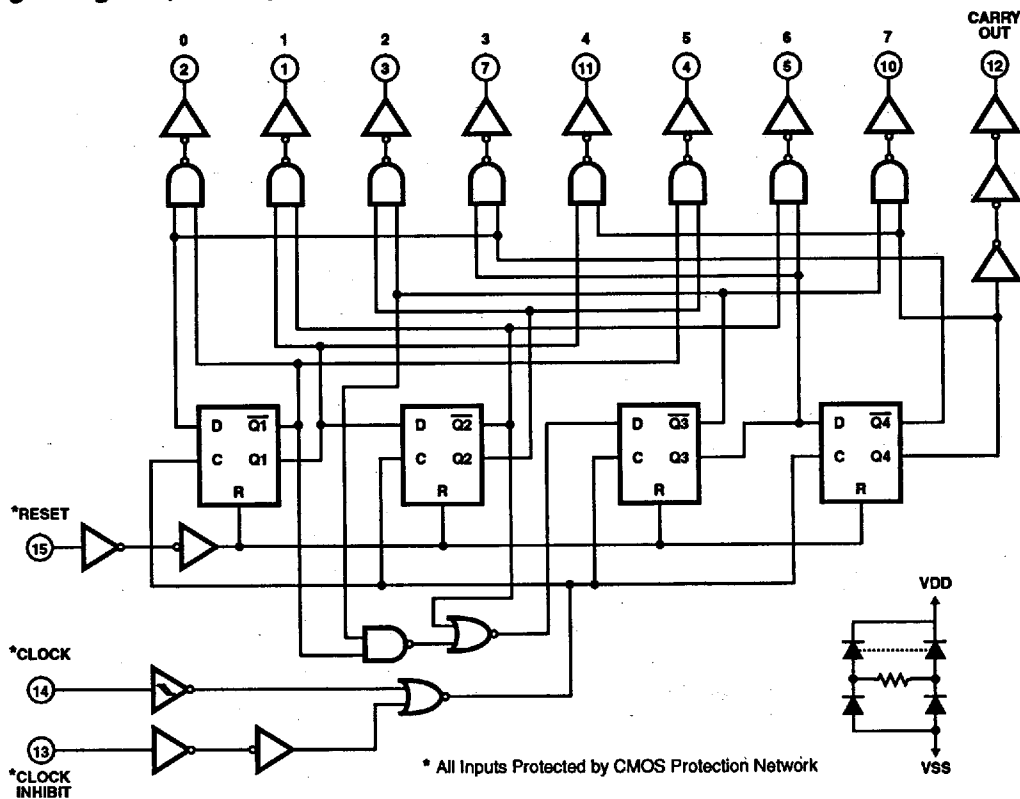 0 1 2 3 4 5 6 7 CARRY OUT
2 1 3 7 11 4 5 10 12
D Q1 D Q2 D Q3 D Q4
C Q1 C Q2 C Q3 C Q4
R R R R
*RESET
15
VDD
*CLOCK
14
13
*CLOCK INHIBIT
* All Inputs Protected by CMOS Protection Network
VSS